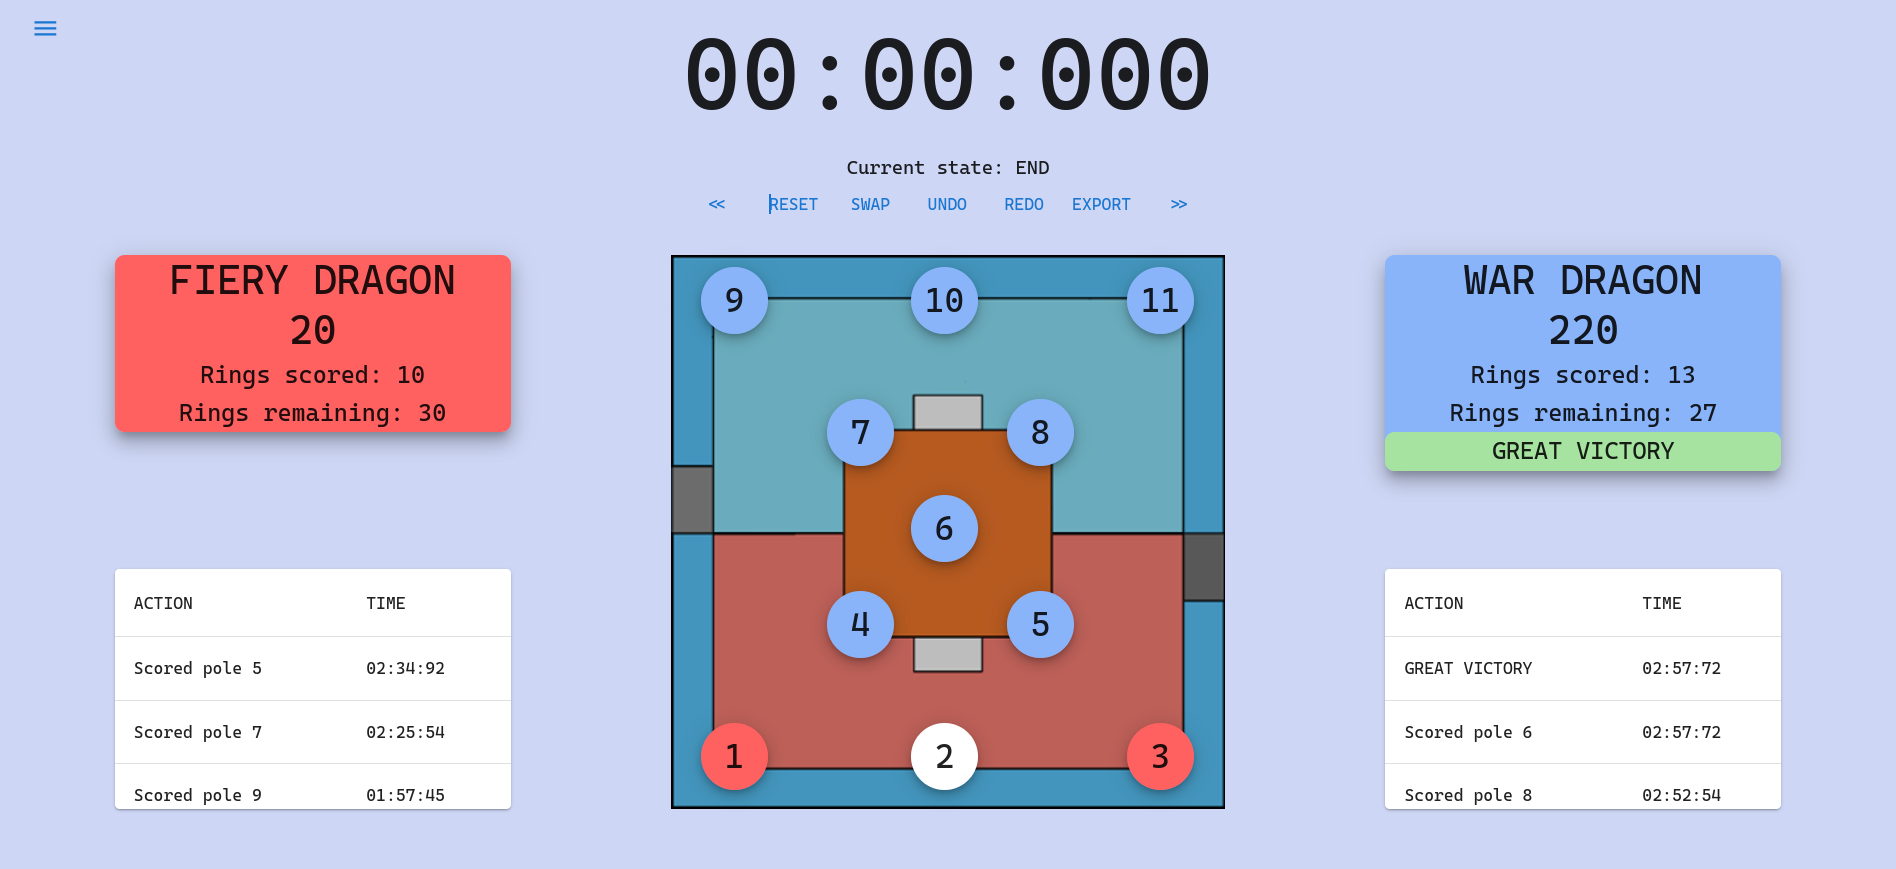 00:00:000
Current state: END
<< RESET SWAP UNDO REDO EXPORT >>
FIERY DRAGON
20
Rings scored: 10
Rings remaining: 30
WAR DRAGON
220
Rings scored: 13
Rings remaining: 27
GREAT VICTORY
9 10 11
7 8
6
4 5
1 2 3
ACTION TIME
Scored pole 5 02:34:92
Scored pole 7 02:25:54
Scored pole 9 01:57:45
ACTION TIME
GREAT VICTORY 02:57:72
Scored pole 6 02:57:72
Scored pole 8 02:52:54